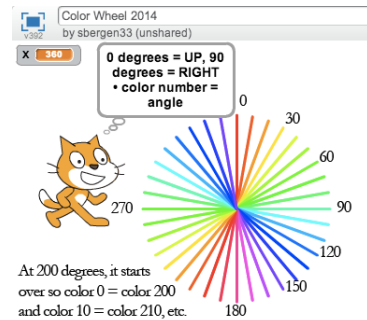 Color Wheel 2014
v392
by sbergen33 (unshared)
X 360
0 degrees = UP, 90
degrees = RIGHT
• color number =
angle
0
30
60
90
120
150
180
270
At 200 degrees, it starts
over so color 0 = color 200
and color 10 = color 210, etc.